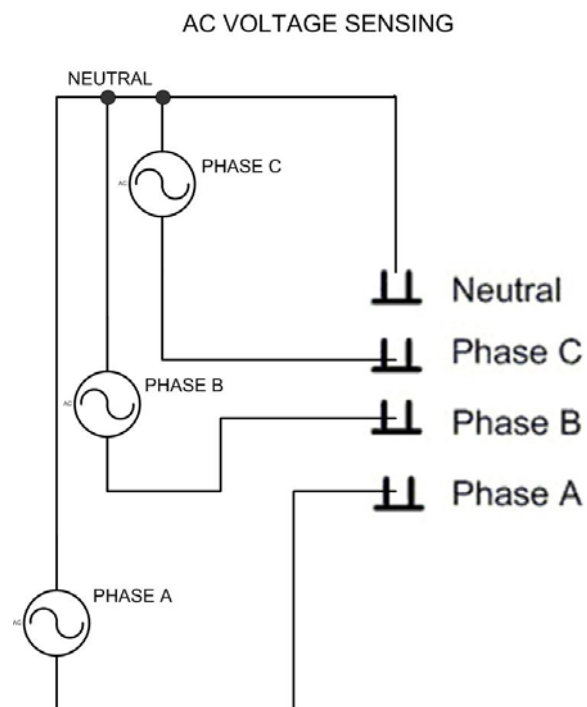 AC VOLTAGE SENSING
NEUTRAL
PHASE C
AC
Neutral
Phase C
PHASE B
AC
Phase B
Phase A
PHASE A
AC